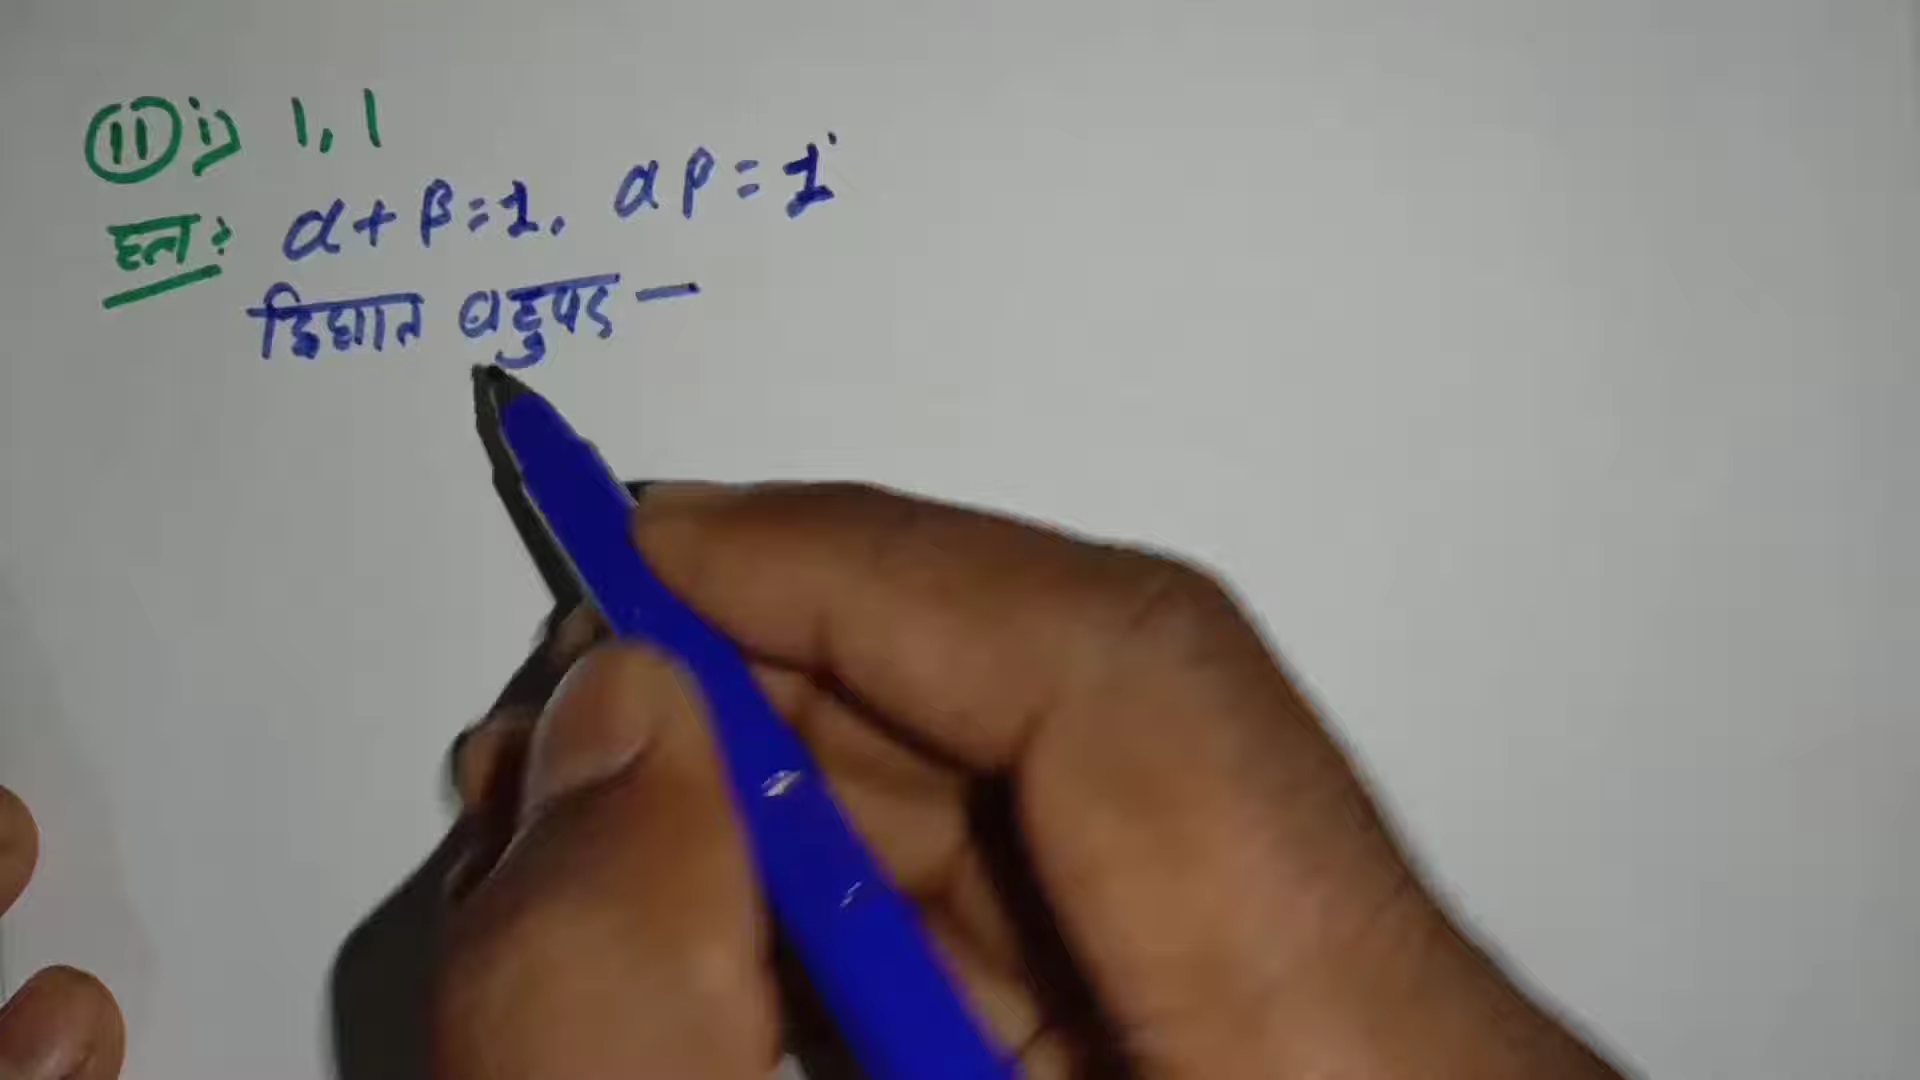 (11) i) 1, 1
हल: α + β = 1, αβ = 1
द्विघात बहुपद —